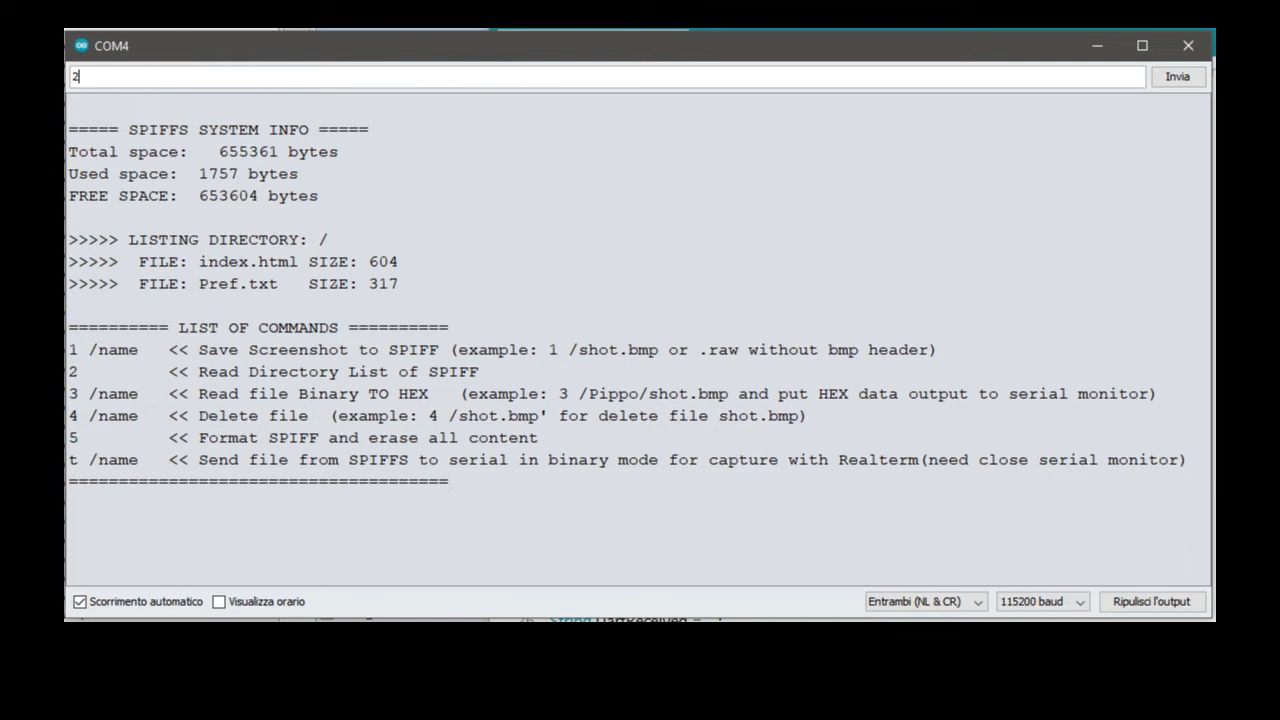 COM4
2
Invia
===== SPIFFS SYSTEM INFO =====
Total space:   655361 bytes
Used space:  1757 bytes
FREE SPACE:  653604 bytes
>>>>> LISTING DIRECTORY: /
>>>>>  FILE: index.html SIZE: 604
>>>>>  FILE: Pref.txt   SIZE: 317
========== LIST OF COMMANDS ==========
1 /name   << Save Screenshot to SPIFF (example: 1 /shot.bmp or .raw without bmp header)
2         << Read Directory List of SPIFF
3 /name   << Read file Binary TO HEX   (example: 3 /Pippo/shot.bmp and put HEX data output to serial monitor)
4 /name   << Delete file  (example: 4 /shot.bmp' for delete file shot.bmp)
5         << Format SPIFF and erase all content
t /name   << Send file from SPIFFS to serial in binary mode for capture with Realterm(need close serial monitor)
======================================
Scorrimento automatico Visualizza orario Entrambi (NL & CR) 115200 baud Ripulisci l'output
String UartReceived =